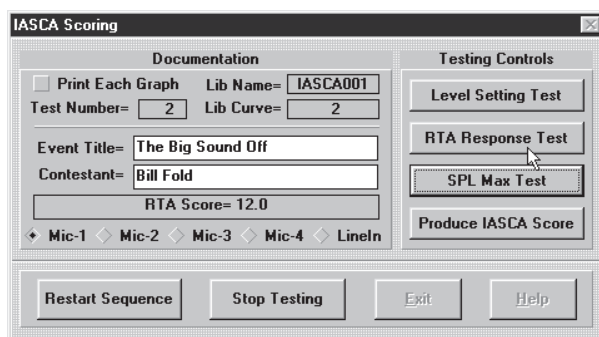 IASCA Scoring
Documentation
Print Each Graph Lib Name= IASCA001
Test Number= 2 Lib Curve= 2
Event Title= The Big Sound Off
Contestant= Bill Fold
RTA Score= 12.0
Mic-1 Mic-2 Mic-3 Mic-4 LineIn
Testing Controls
Level Setting Test
RTA Response Test
SPL Max Test
Produce IASCA Score
Restart Sequence Stop Testing Exit Help